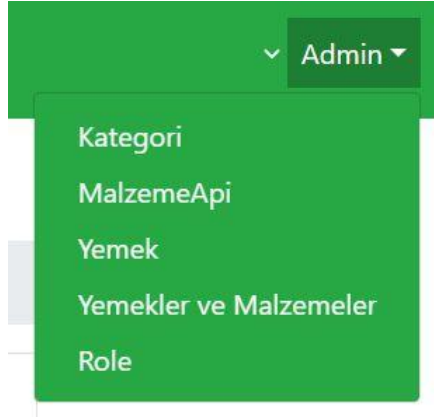 Admin
Kategori
MalzemeApi
Yemek
Yemekler ve Malzemeler
Role